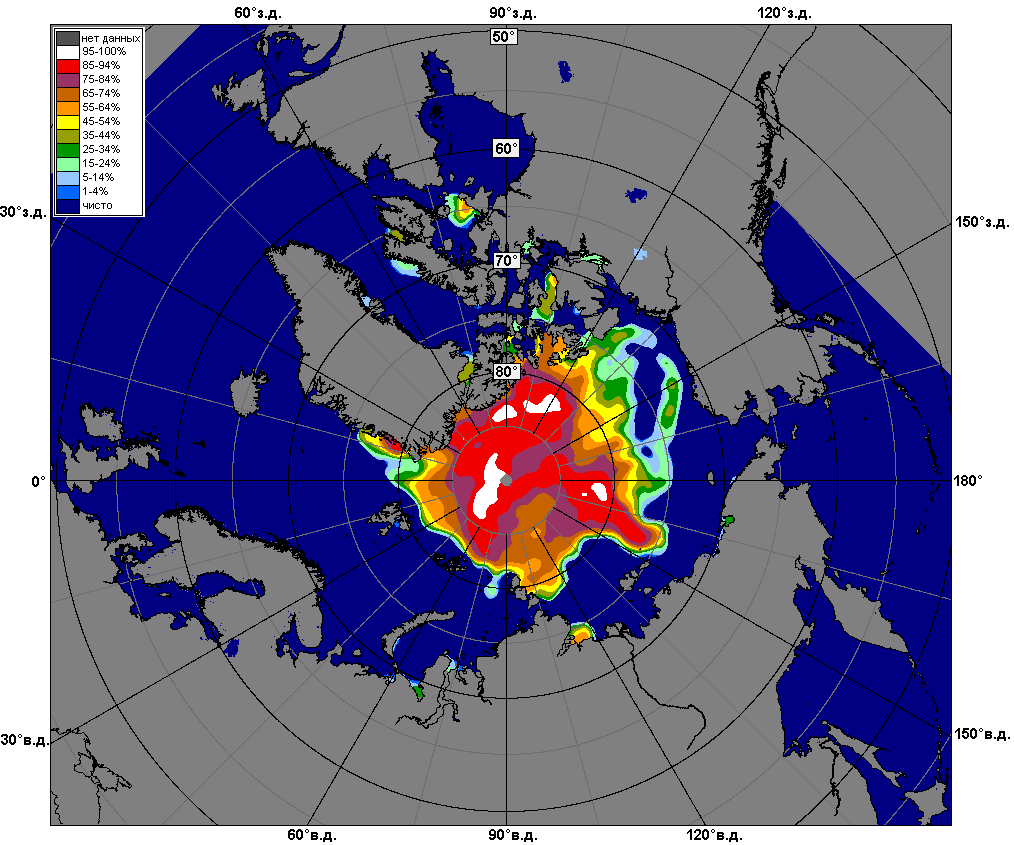 60°з.д.
90°з.д.
120°з.д.
нет данных
95-100%
85-94%
75-84%
65-74%
55-64%
45-54%
35-44%
25-34%
15-24%
5-14%
1-4%
чисто
50°
60°
30°з.д.
150°з.д.
70°
80°
0°
180°
30°в.д.
150°в.д.
60°в.д.
90°в.д.
120°в.д.